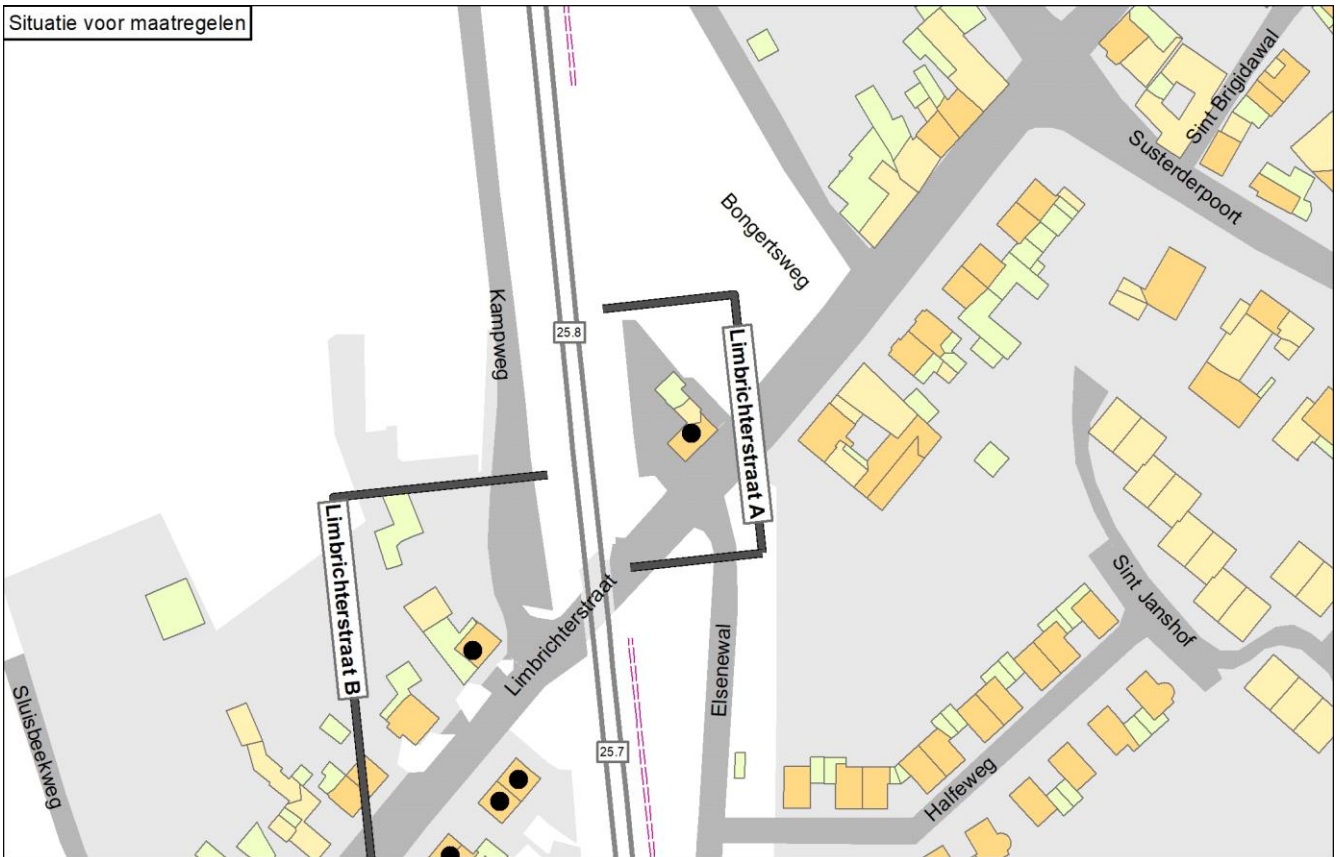 Situatie voor maatregelen
Sint Brigidawal
Susterderpoort
Bongertsweg
Kampweg
25.8
Limbrichterstraat A
Limbrichterstraat B
Limbrichterstraat
Sint Janshof
Elsenewal
Sluisbeekweg
25.7
Halfeweg